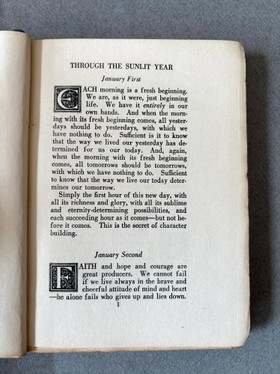 THROUGH THE SUNLIT YEAR
January First
EACH morning is a fresh beginning.
We are, as it were, just beginning
life. We have it entirely in our
own hands. And when the morn-
ing with its fresh beginning comes, all yester-
days should be yesterdays, with which we
have nothing to do. Sufficient is it to know
that the way we lived our yesterday has de-
termined for us our today. And, again,
when the morning with its fresh beginning
comes, all tomorrows should be tomorrows,
with which we have nothing to do. Sufficient
to know that the way we live our today deter-
mines our tomorrow.
Simply the first hour of this new day, with
all its richness and glory, with all its sublime
and eternity-determining possibilities, and
each succeeding hour as it comes—but not be-
fore it comes. This is the secret of character
building.
January Second
FAITH and hope and courage are
great producers. We cannot fail
if we live always in the brave and
cheerful attitude of mind and heart
—he alone fails who gives up and lies down.
1